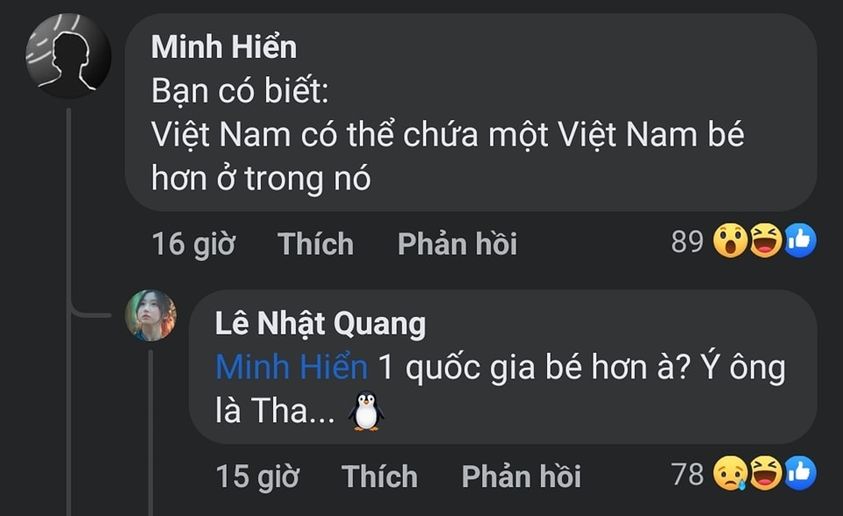 Minh Hiển
Bạn có biết:
Việt Nam có thể chứa một Việt Nam bé
hơn ở trong nó
16 giờ Thích Phản hồi 89
Lê Nhật Quang
Minh Hiển 1 quốc gia bé hơn à? Ý ông
là Tha... 🐧
15 giờ Thích Phản hồi 78